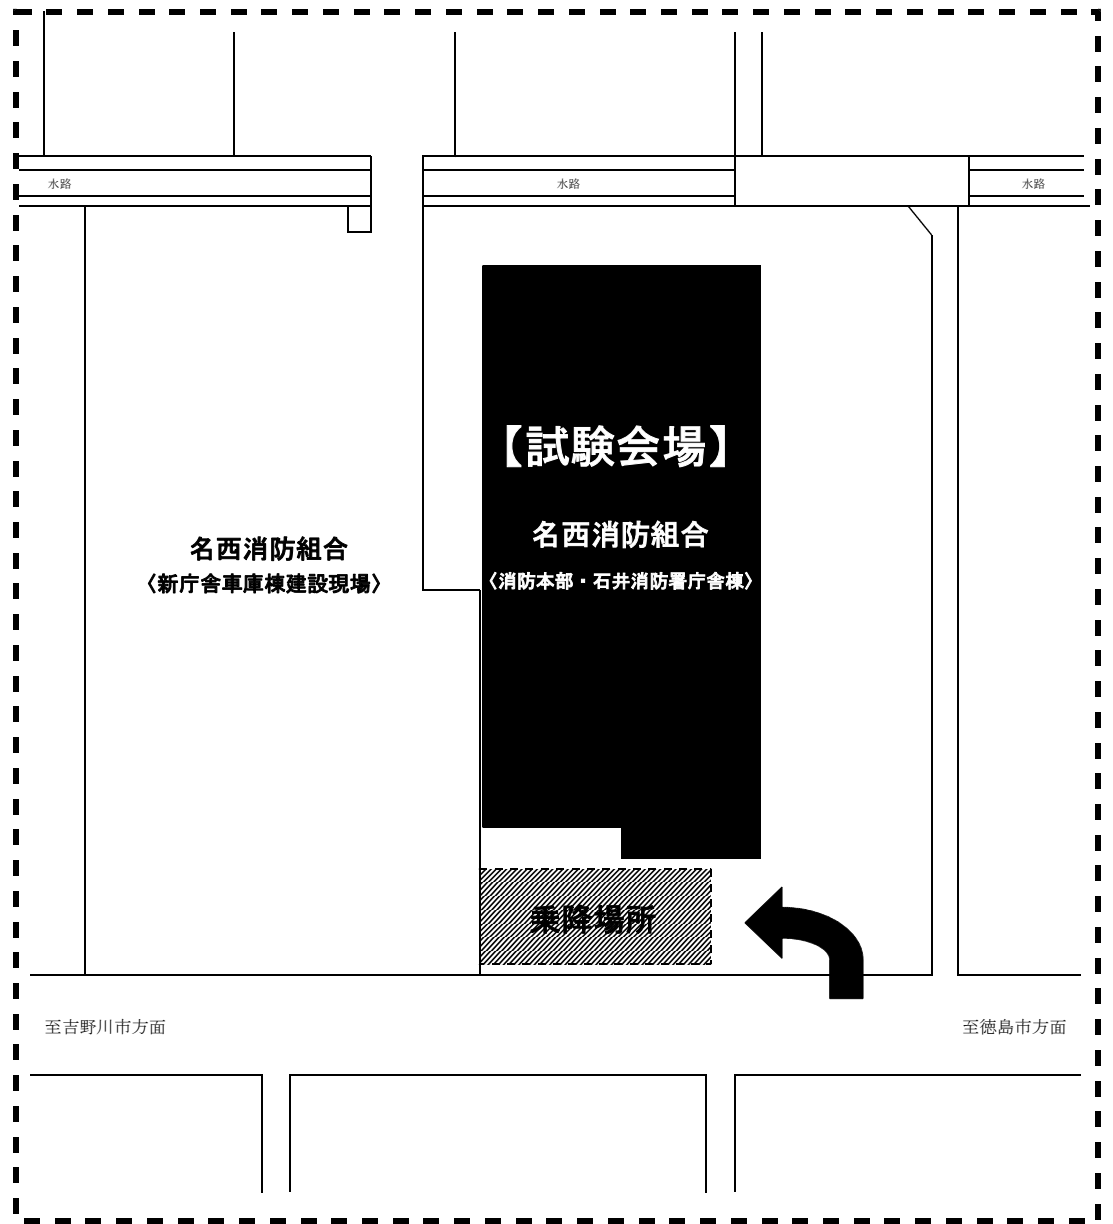 水路
水路
水路
【試験会場】
名西消防組合
〈消防本部・石井消防署庁舎棟〉
名西消防組合
〈新庁舎車庫棟建設現場〉
乗降場所
至吉野川市方面
至徳島市方面